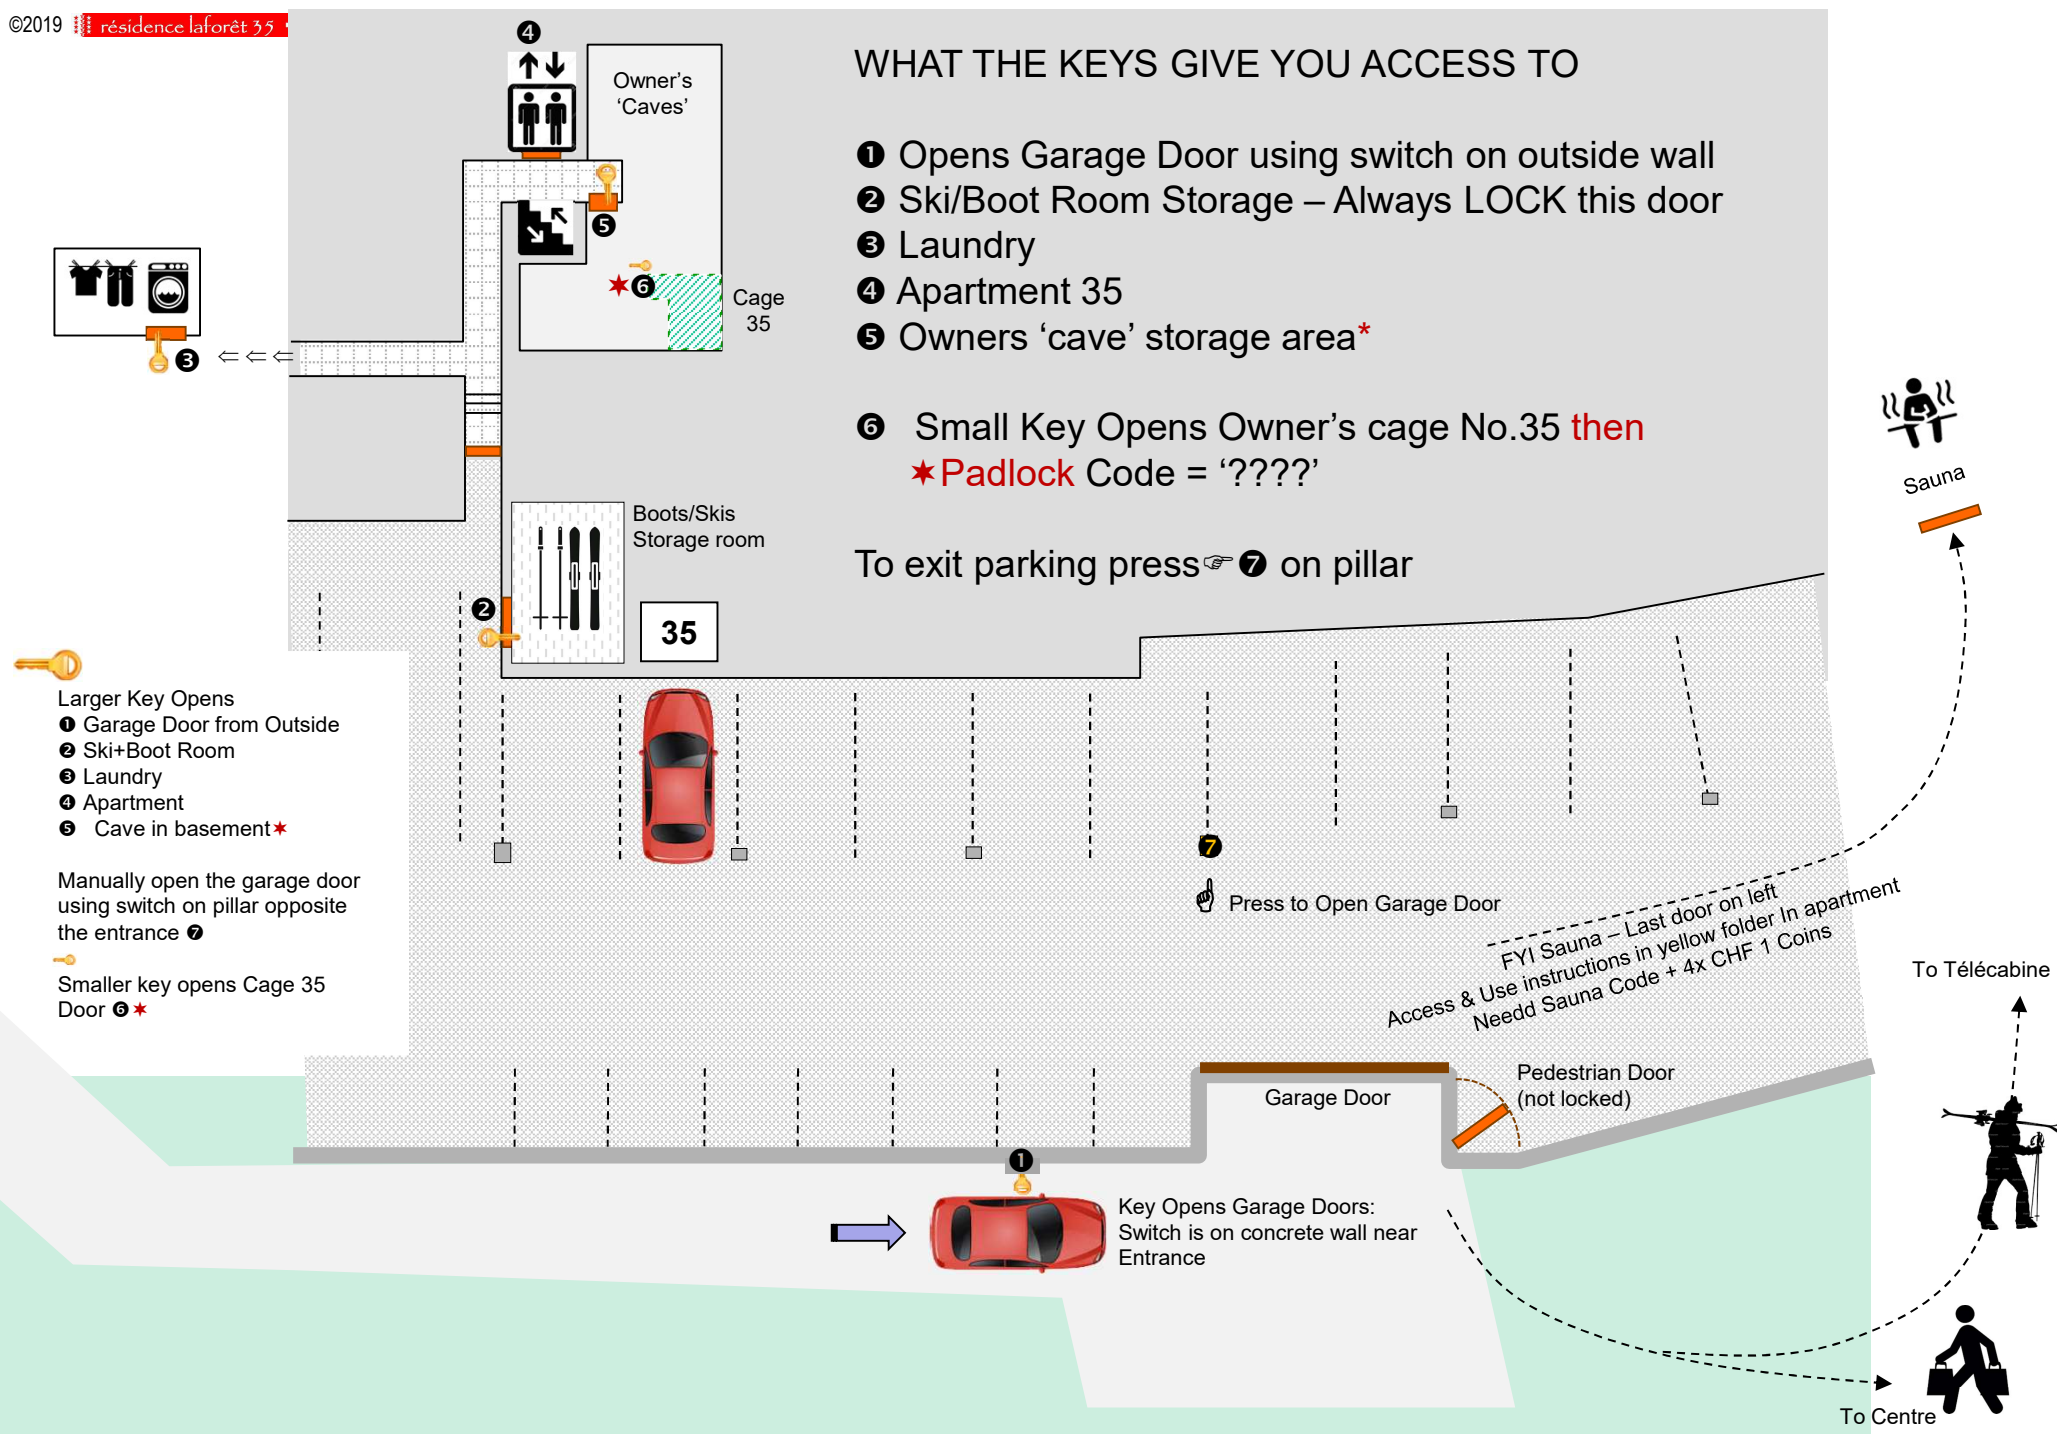 ©2019 résidence laforêt 35
WHAT THE KEYS GIVE YOU ACCESS TO
❶ Opens Garage Door using switch on outside wall
❷ Ski/Boot Room Storage – Always LOCK this door
❸ Laundry
❹ Apartment 35
❺ Owners ‘cave’ storage area*
❻ Small Key Opens Owner’s cage No.35 then
✶Padlock Code = ‘????’
To exit parking press☞❼ on pillar
❹
Owner’s
‘Caves’
❺
✶❻
Cage
35
❸ ⇐⇐⇐
Boots/Skis
Storage room
❷
35
Sauna
Larger Key Opens
❶ Garage Door from Outside
❷ Ski+Boot Room
❸ Laundry
❹ Apartment
❺ Cave in basement✶
Manually open the garage door
using switch on pillar opposite
the entrance ❼
Smaller key opens Cage 35
Door ❻✶
❼
Press to Open Garage Door
FYI Sauna – Last door on left
Access & Use instructions in yellow folder In apartment
Needd Sauna Code + 4x CHF 1 Coins
To Télécabine
Garage Door
Pedestrian Door
(not locked)
❶
Key Opens Garage Doors:
Switch is on concrete wall near
Entrance
To Centre